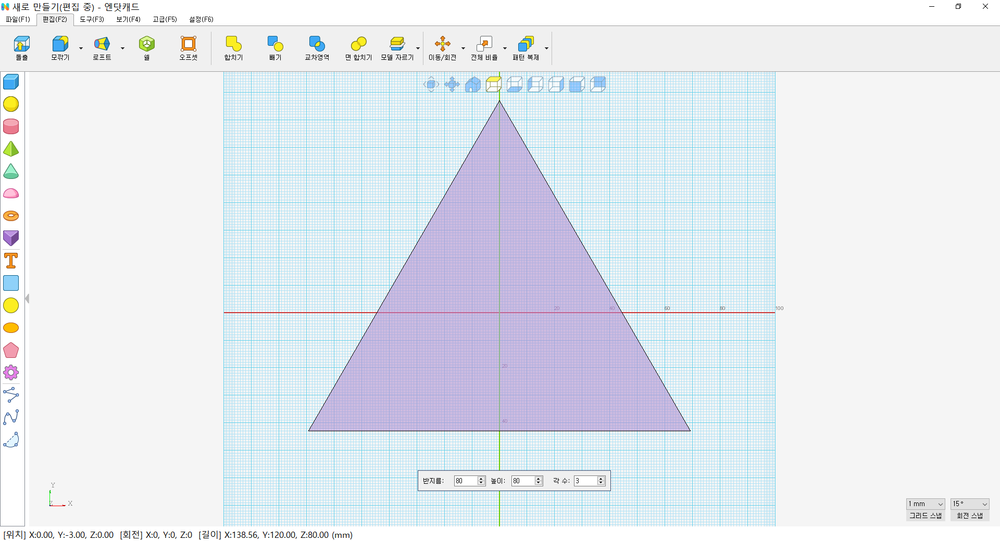 새로 만들기(편집 중) - 엔닷캐드
파일(F1) 편집(F2) 도구(F3) 보기(F4) 고급(F5) 설정(F6)
돌출 모깎기 로프트 쉘 오프셋 합치기 빼기 교차영역 면 합치기 모델 자르기 이동/회전 전체 비율 패턴 복제
20 40 60 80 100
20
40
반지름: 80 높이: 80 각 수: 3
Y
Z X
1 mm 15°
그리드 스냅 회전 스냅
[위치] X:0.00, Y:-3.00, Z:0.00 [회전] X:0, Y:0, Z:0 [길이] X:138.56, Y:120.00, Z:80.00 (mm)